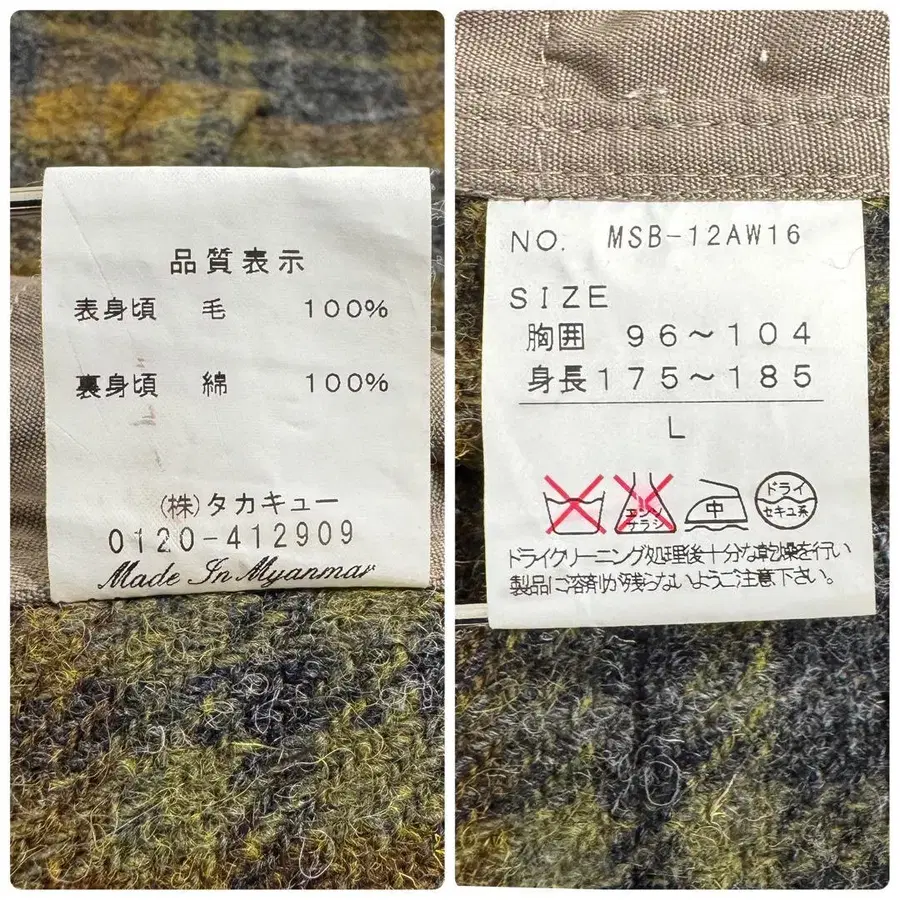 品質表示
表身頃 毛 100%
裏身頃 綿 100%
(株)タカキュー
0120-412909
Made In Myanmar
NO. MSB-12AW16
SIZE
胸囲 96~104
身長 175~185
L
エンソサラシ
中
ドライ
セキユ系
ドライクリーニング処理後十分な乾燥を行い
製品に溶剤が残らないようご注意下さい。